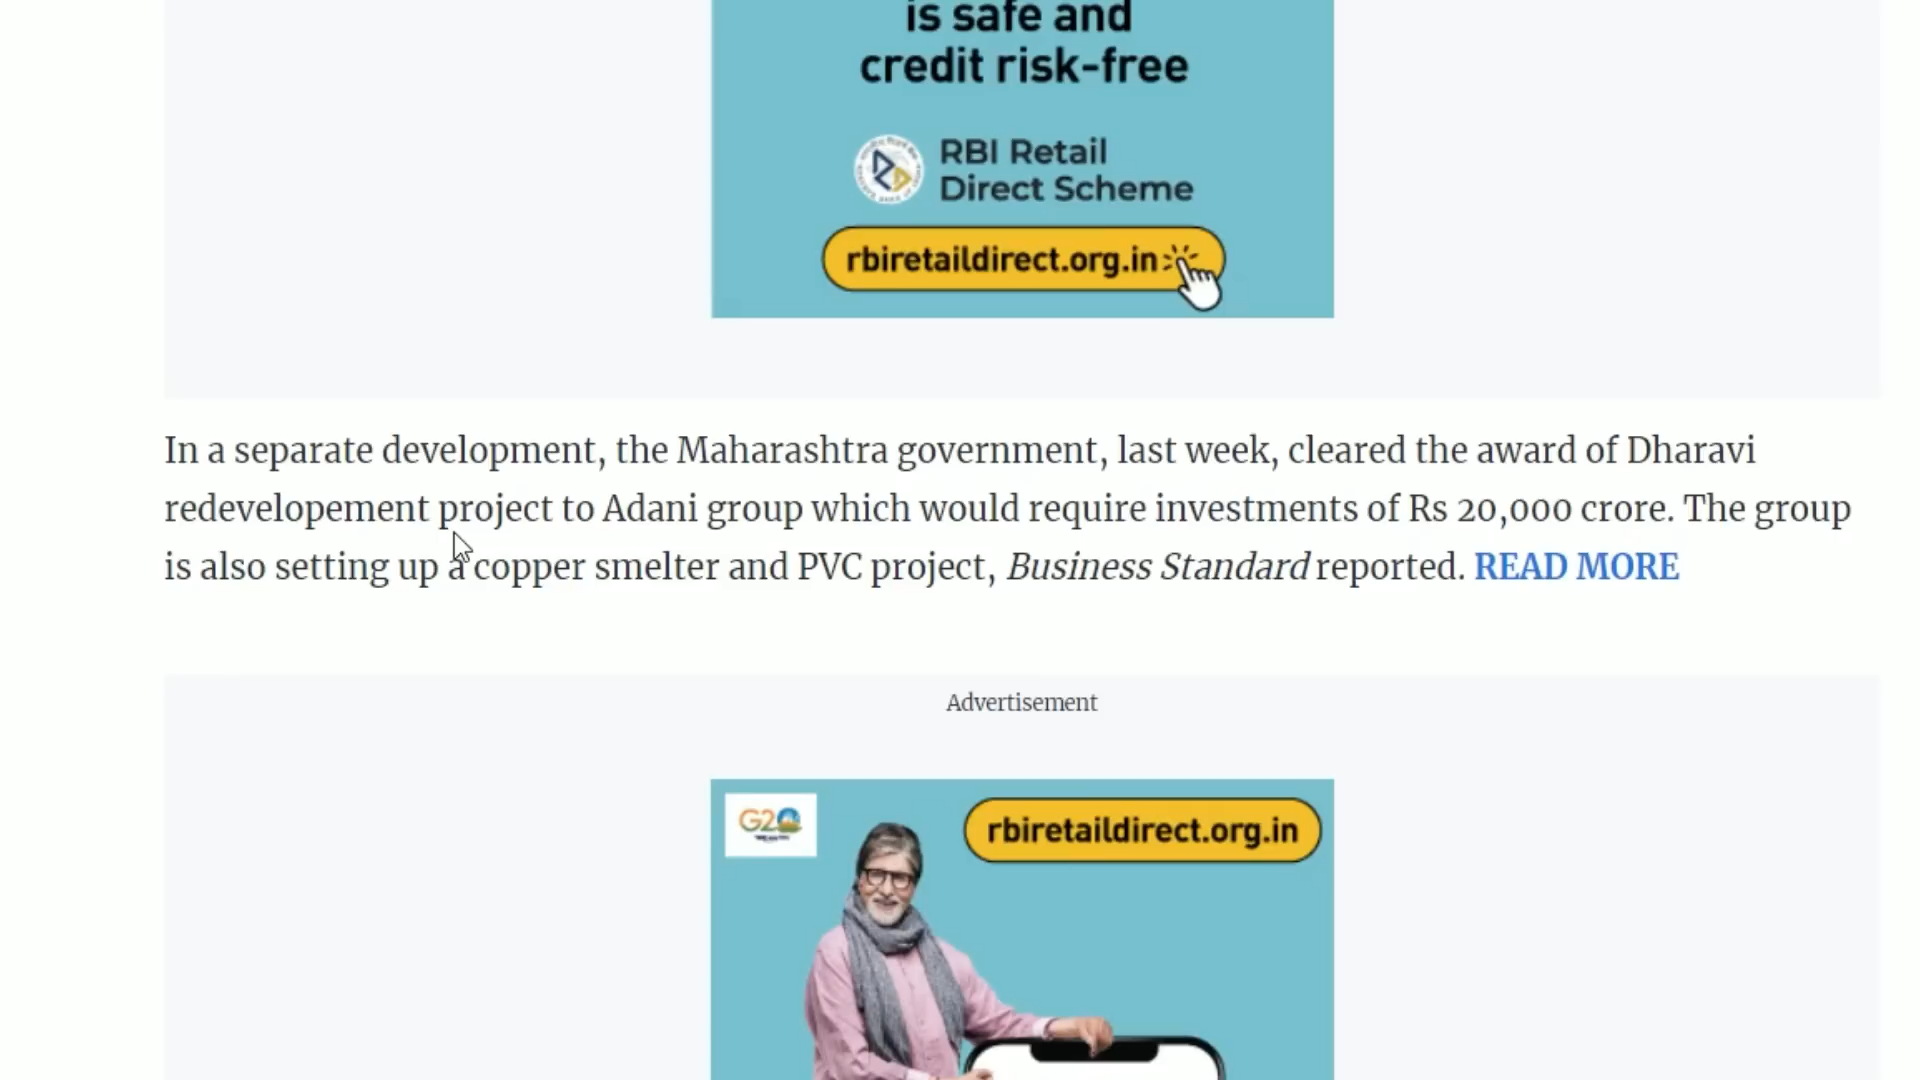 is safe and
credit risk-free
RBI Retail
Direct Scheme
rbiretaildirect.org.in
In a separate development, the Maharashtra government, last week, cleared the award of Dharavi
redevelopement project to Adani group which would require investments of Rs 20,000 crore. The group
is also setting up a copper smelter and PVC project, Business Standard reported. READ MORE
Advertisement
G20
rbiretaildirect.org.in